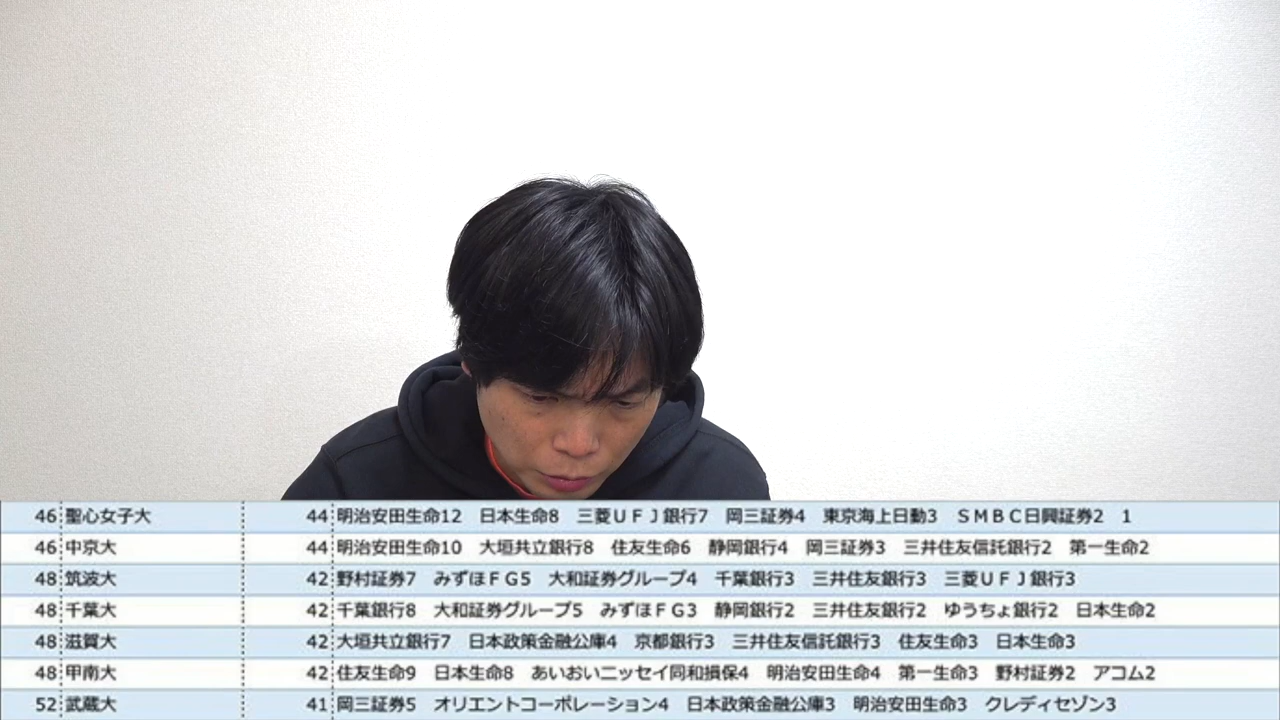 46 聖心女子大 44 明治安田生命12 日本生命8 三菱ＵＦＪ銀行7 岡三証券4 東京海上日動3 ＳＭＢＣ日興証券2 1
46 中京大 44 明治安田生命10 大垣共立銀行8 住友生命6 静岡銀行4 岡三証券3 三井住友信託銀行2 第一生命2
48 筑波大 42 野村証券7 みずほＦＧ5 大和証券グループ4 千葉銀行3 三井住友銀行3 三菱ＵＦＪ銀行3
48 千葉大 42 千葉銀行8 大和証券グループ5 みずほＦＧ3 静岡銀行2 三井住友銀行2 ゆうちょ銀行2 日本生命2
48 滋賀大 42 大垣共立銀行7 日本政策金融公庫4 京都銀行3 三井住友信託銀行3 住友生命3 日本生命3
48 甲南大 42 住友生命9 日本生命8 あいおいニッセイ同和損保4 明治安田生命4 第一生命3 野村証券2 アコム2
52 武蔵大 41 岡三証券5 オリエントコーポレーション4 日本政策金融公庫3 明治安田生命3 クレディセゾン3